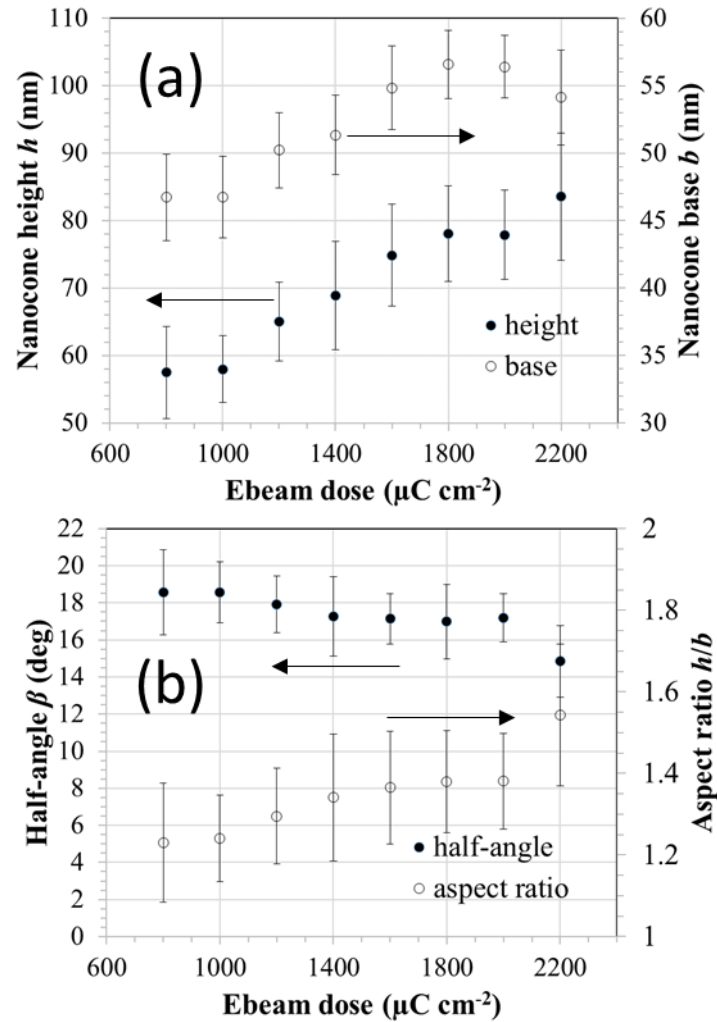 (a)
Nanocone height h (nm)
110
100
90
80
70
60
50
60
55
50
45
40
35
30
Nanocone base b (nm)
height
base
600 1000 1400 1800 2200
Ebeam dose (µC cm-2)
(b)
Half-angle β (deg)
22
20
18
16
14
12
10
8
6
4
2
0
2
1.8
1.6
1.4
1.2
1
Aspect ratio h/b
half-angle
aspect ratio
600 1000 1400 1800 2200
Ebeam dose (µC cm-2)